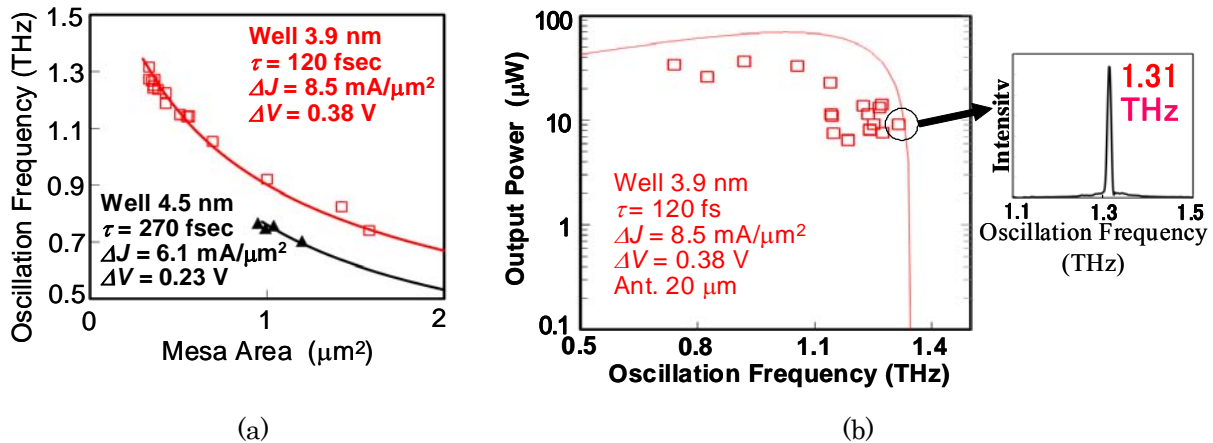 Oscillation Frequency (THz)
1.5
1.3
1.1
0.9
0.7
0.5
0
1
2
Mesa Area (μm²)
Well 3.9 nm
τ = 120 fsec
ΔJ = 8.5 mA/μm²
ΔV = 0.38 V
Well 4.5 nm
τ = 270 fsec
ΔJ = 6.1 mA/μm²
ΔV = 0.23 V
(a)
Output Power (μW)
100
10
1
0.1
0.5
0.8
1.1
1.4
Oscillation Frequency (THz)
Well 3.9 nm
τ = 120 fs
ΔJ = 8.5 mA/μm²
ΔV = 0.38 V
Ant. 20 μm
(b)
Intensity
1.31
THz
1.1
1.3
1.5
Oscillation Frequency
(THz)